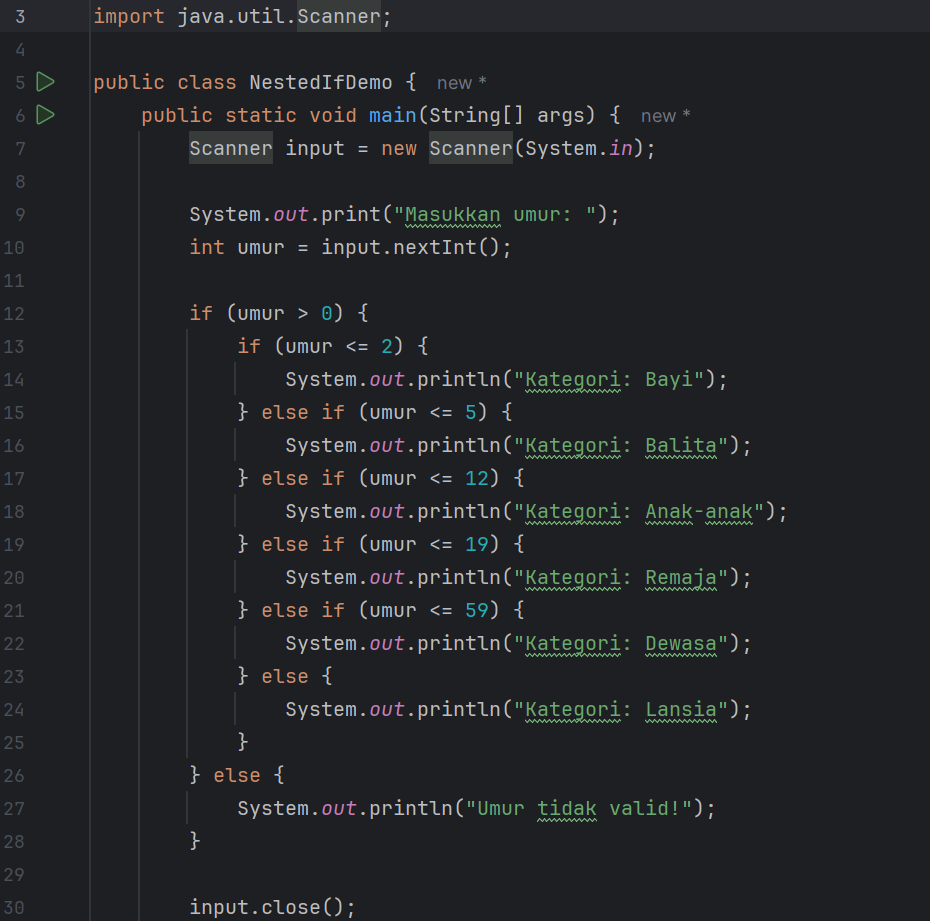 3 import java.util.Scanner;
4
5 public class NestedIfDemo { new *
6     public static void main(String[] args) { new *
7         Scanner input = new Scanner(System.in);
8
9         System.out.print("Masukkan umur: ");
10         int umur = input.nextInt();
11
12         if (umur > 0) {
13             if (umur <= 2) {
14                 System.out.println("Kategori: Bayi");
15             } else if (umur <= 5) {
16                 System.out.println("Kategori: Balita");
17             } else if (umur <= 12) {
18                 System.out.println("Kategori: Anak-anak");
19             } else if (umur <= 19) {
20                 System.out.println("Kategori: Remaja");
21             } else if (umur <= 59) {
22                 System.out.println("Kategori: Dewasa");
23             } else {
24                 System.out.println("Kategori: Lansia");
25             }
26         } else {
27             System.out.println("Umur tidak valid!");
28         }
29
30         input.close();